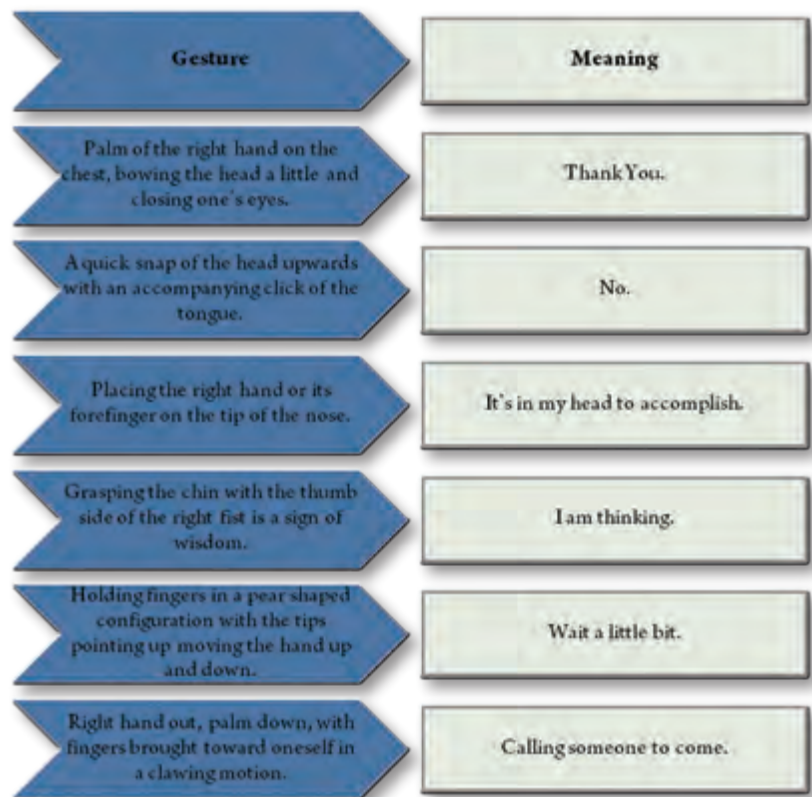 Gesture
Meaning
Palm of the right hand on the
chest, bowing the head a little and
closing one's eyes.
Thank You.
A quick snap of the head upwards
with an accompanying click of the
tongue.
No.
Placing the right hand or its
forefinger on the tip of the nose.
It's in my head to accomplish.
Grasping the chin with the thumb
side of the right fist is a sign of
wisdom.
I am thinking.
Holding fingers in a pear shaped
configuration with the tips
pointing up moving the hand up
and down.
Wait a little bit.
Right hand out, palm down, with
fingers brought toward oneself in
a clawing motion.
Calling someone to come.